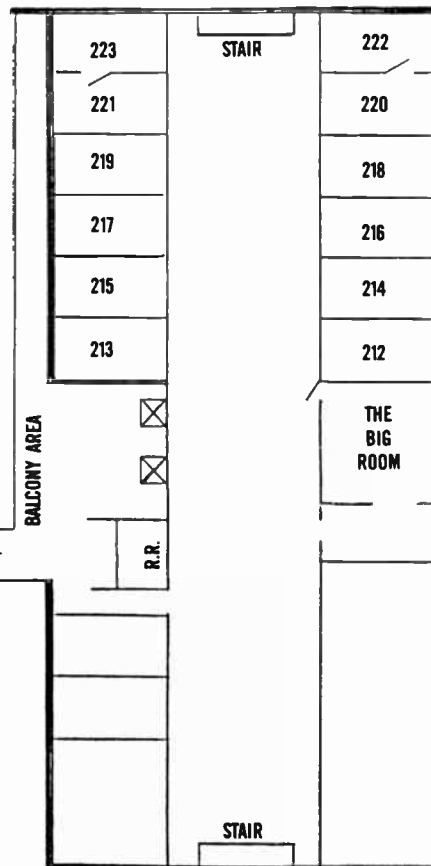 223
STAIR
222
221
220
219
218
217
216
215
214
213
212
BALCONY AREA
THE
BIG
ROOM
R.R.
STAIR